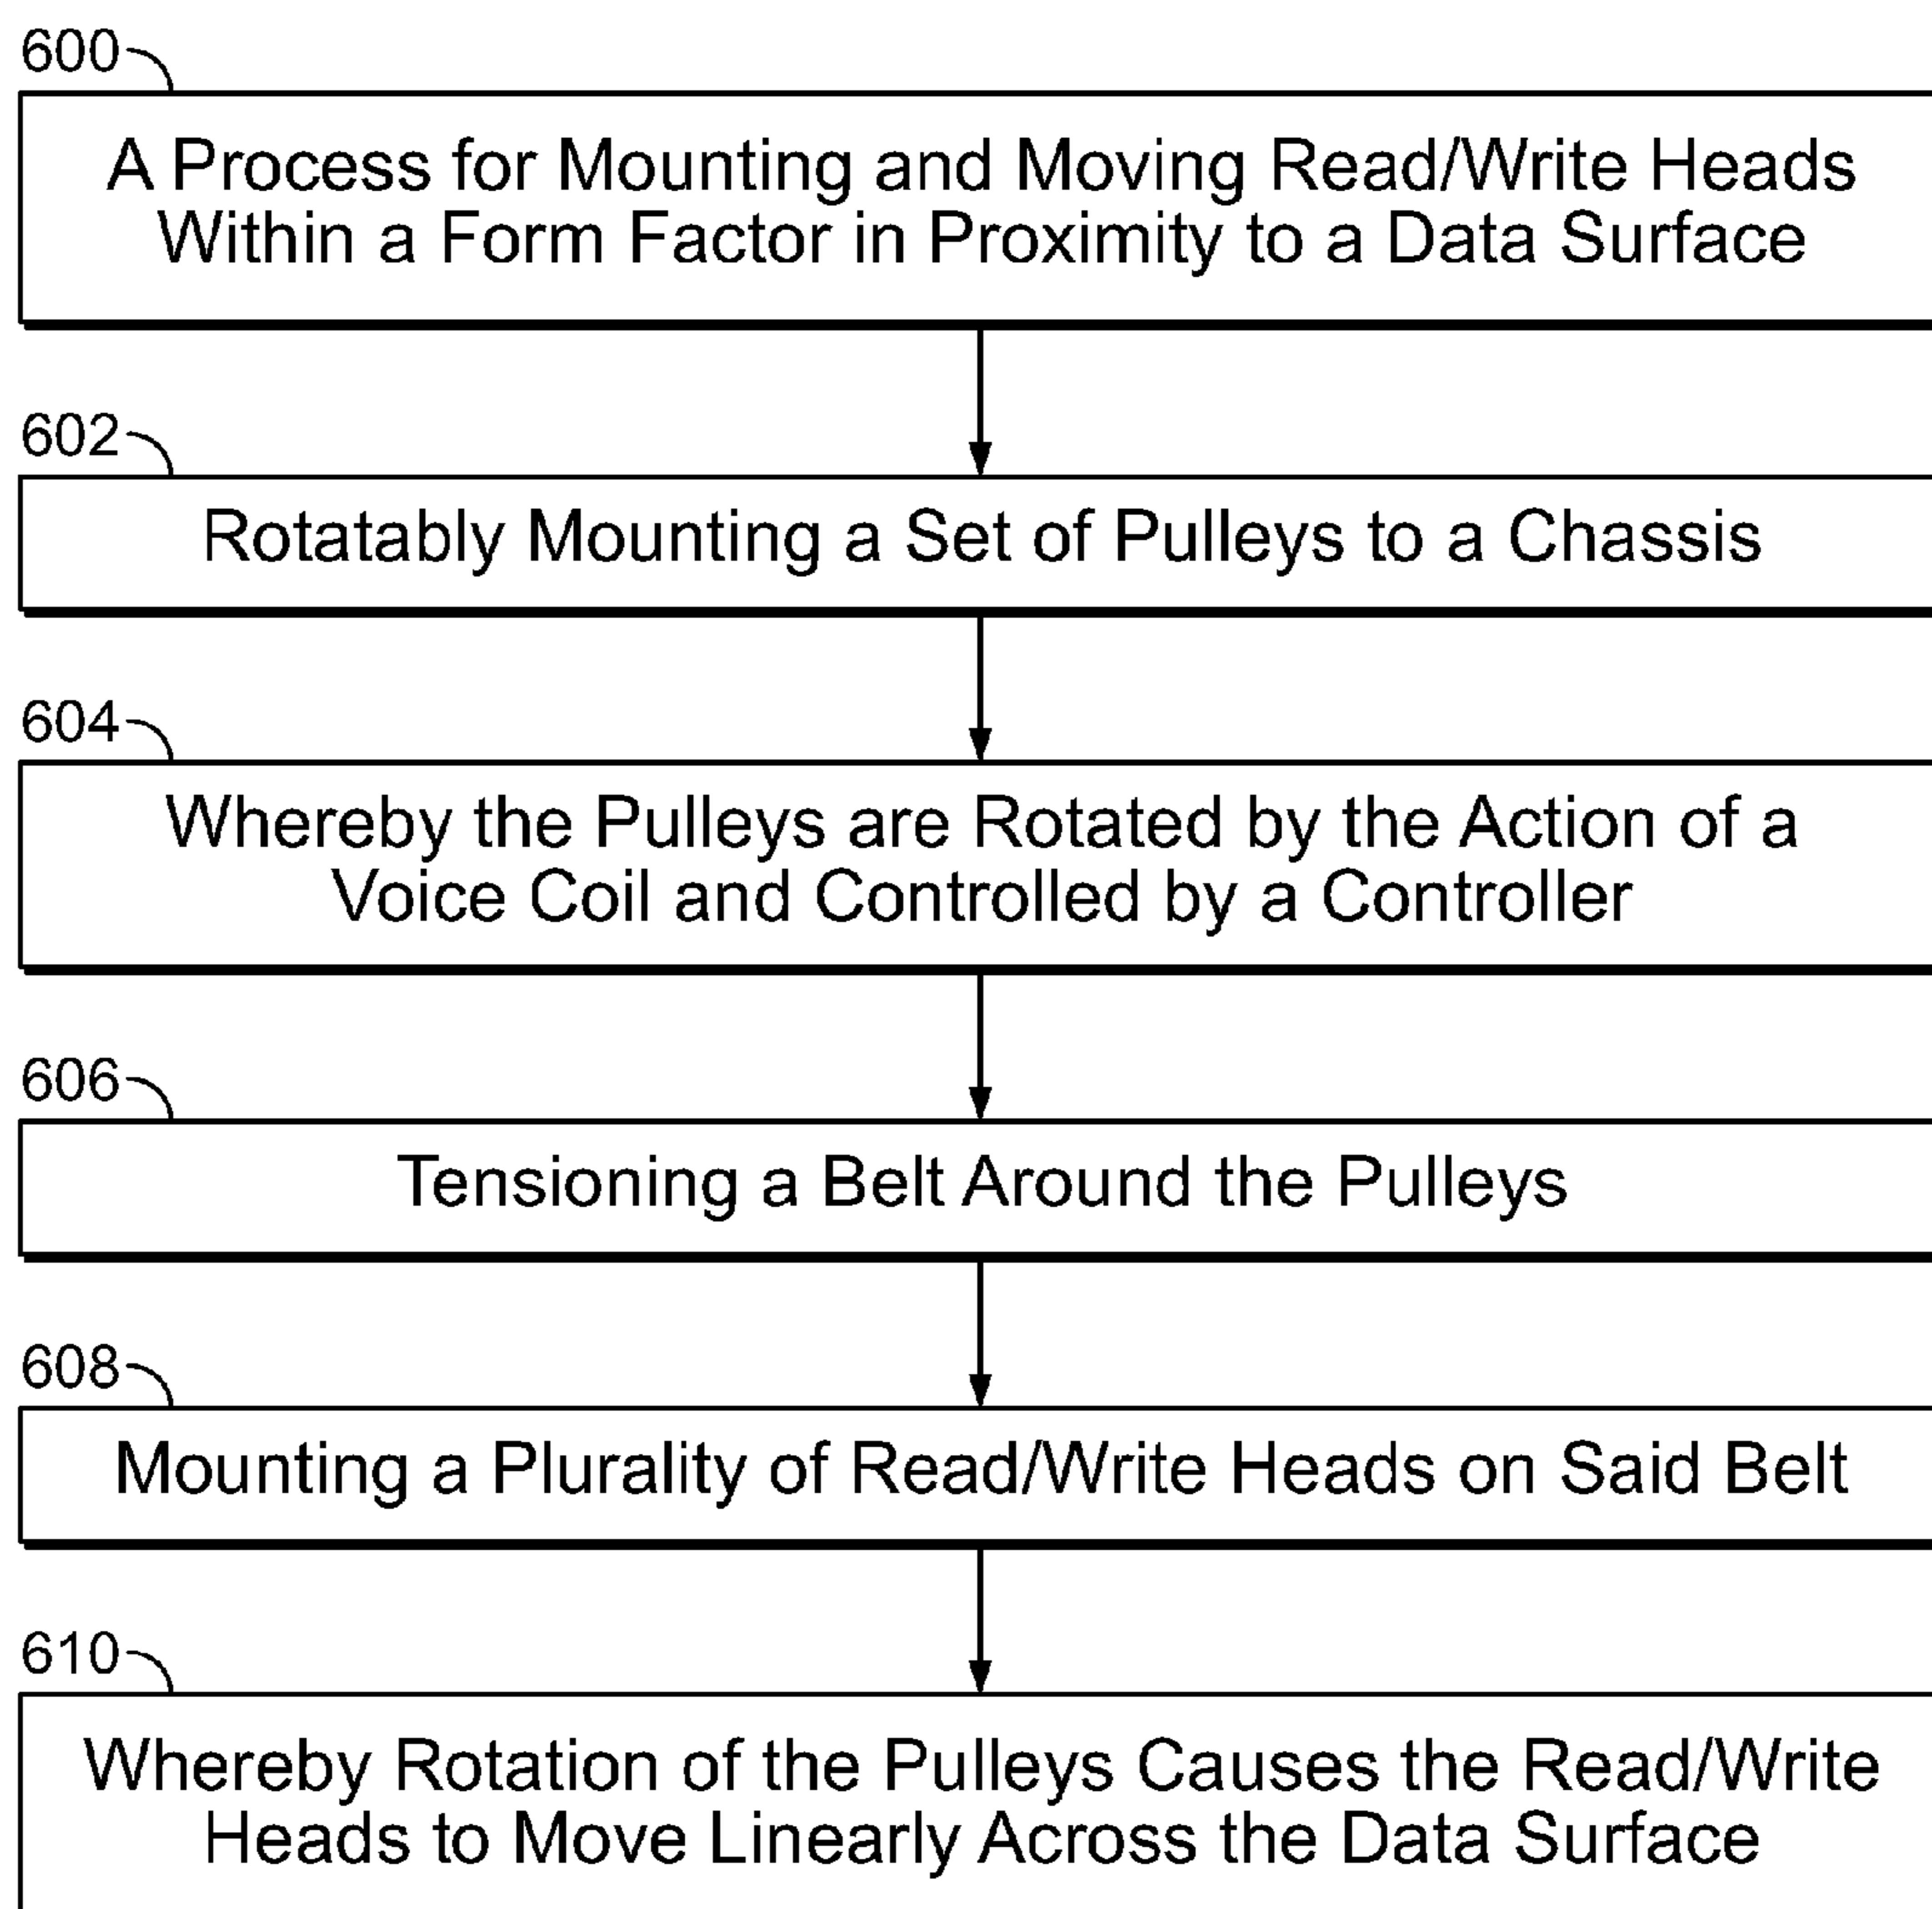 600
A Process for Mounting and Moving Read/Write Heads
Within a Form Factor in Proximity to a Data Surface
602
Rotatably Mounting a Set of Pulleys to a Chassis
604
Whereby the Pulleys are Rotated by the Action of a
Voice Coil and Controlled by a Controller
606
Tensioning a Belt Around the Pulleys
608
Mounting a Plurality of Read/Write Heads on Said Belt
610
Whereby Rotation of the Pulleys Causes the Read/Write
Heads to Move Linearly Across the Data Surface